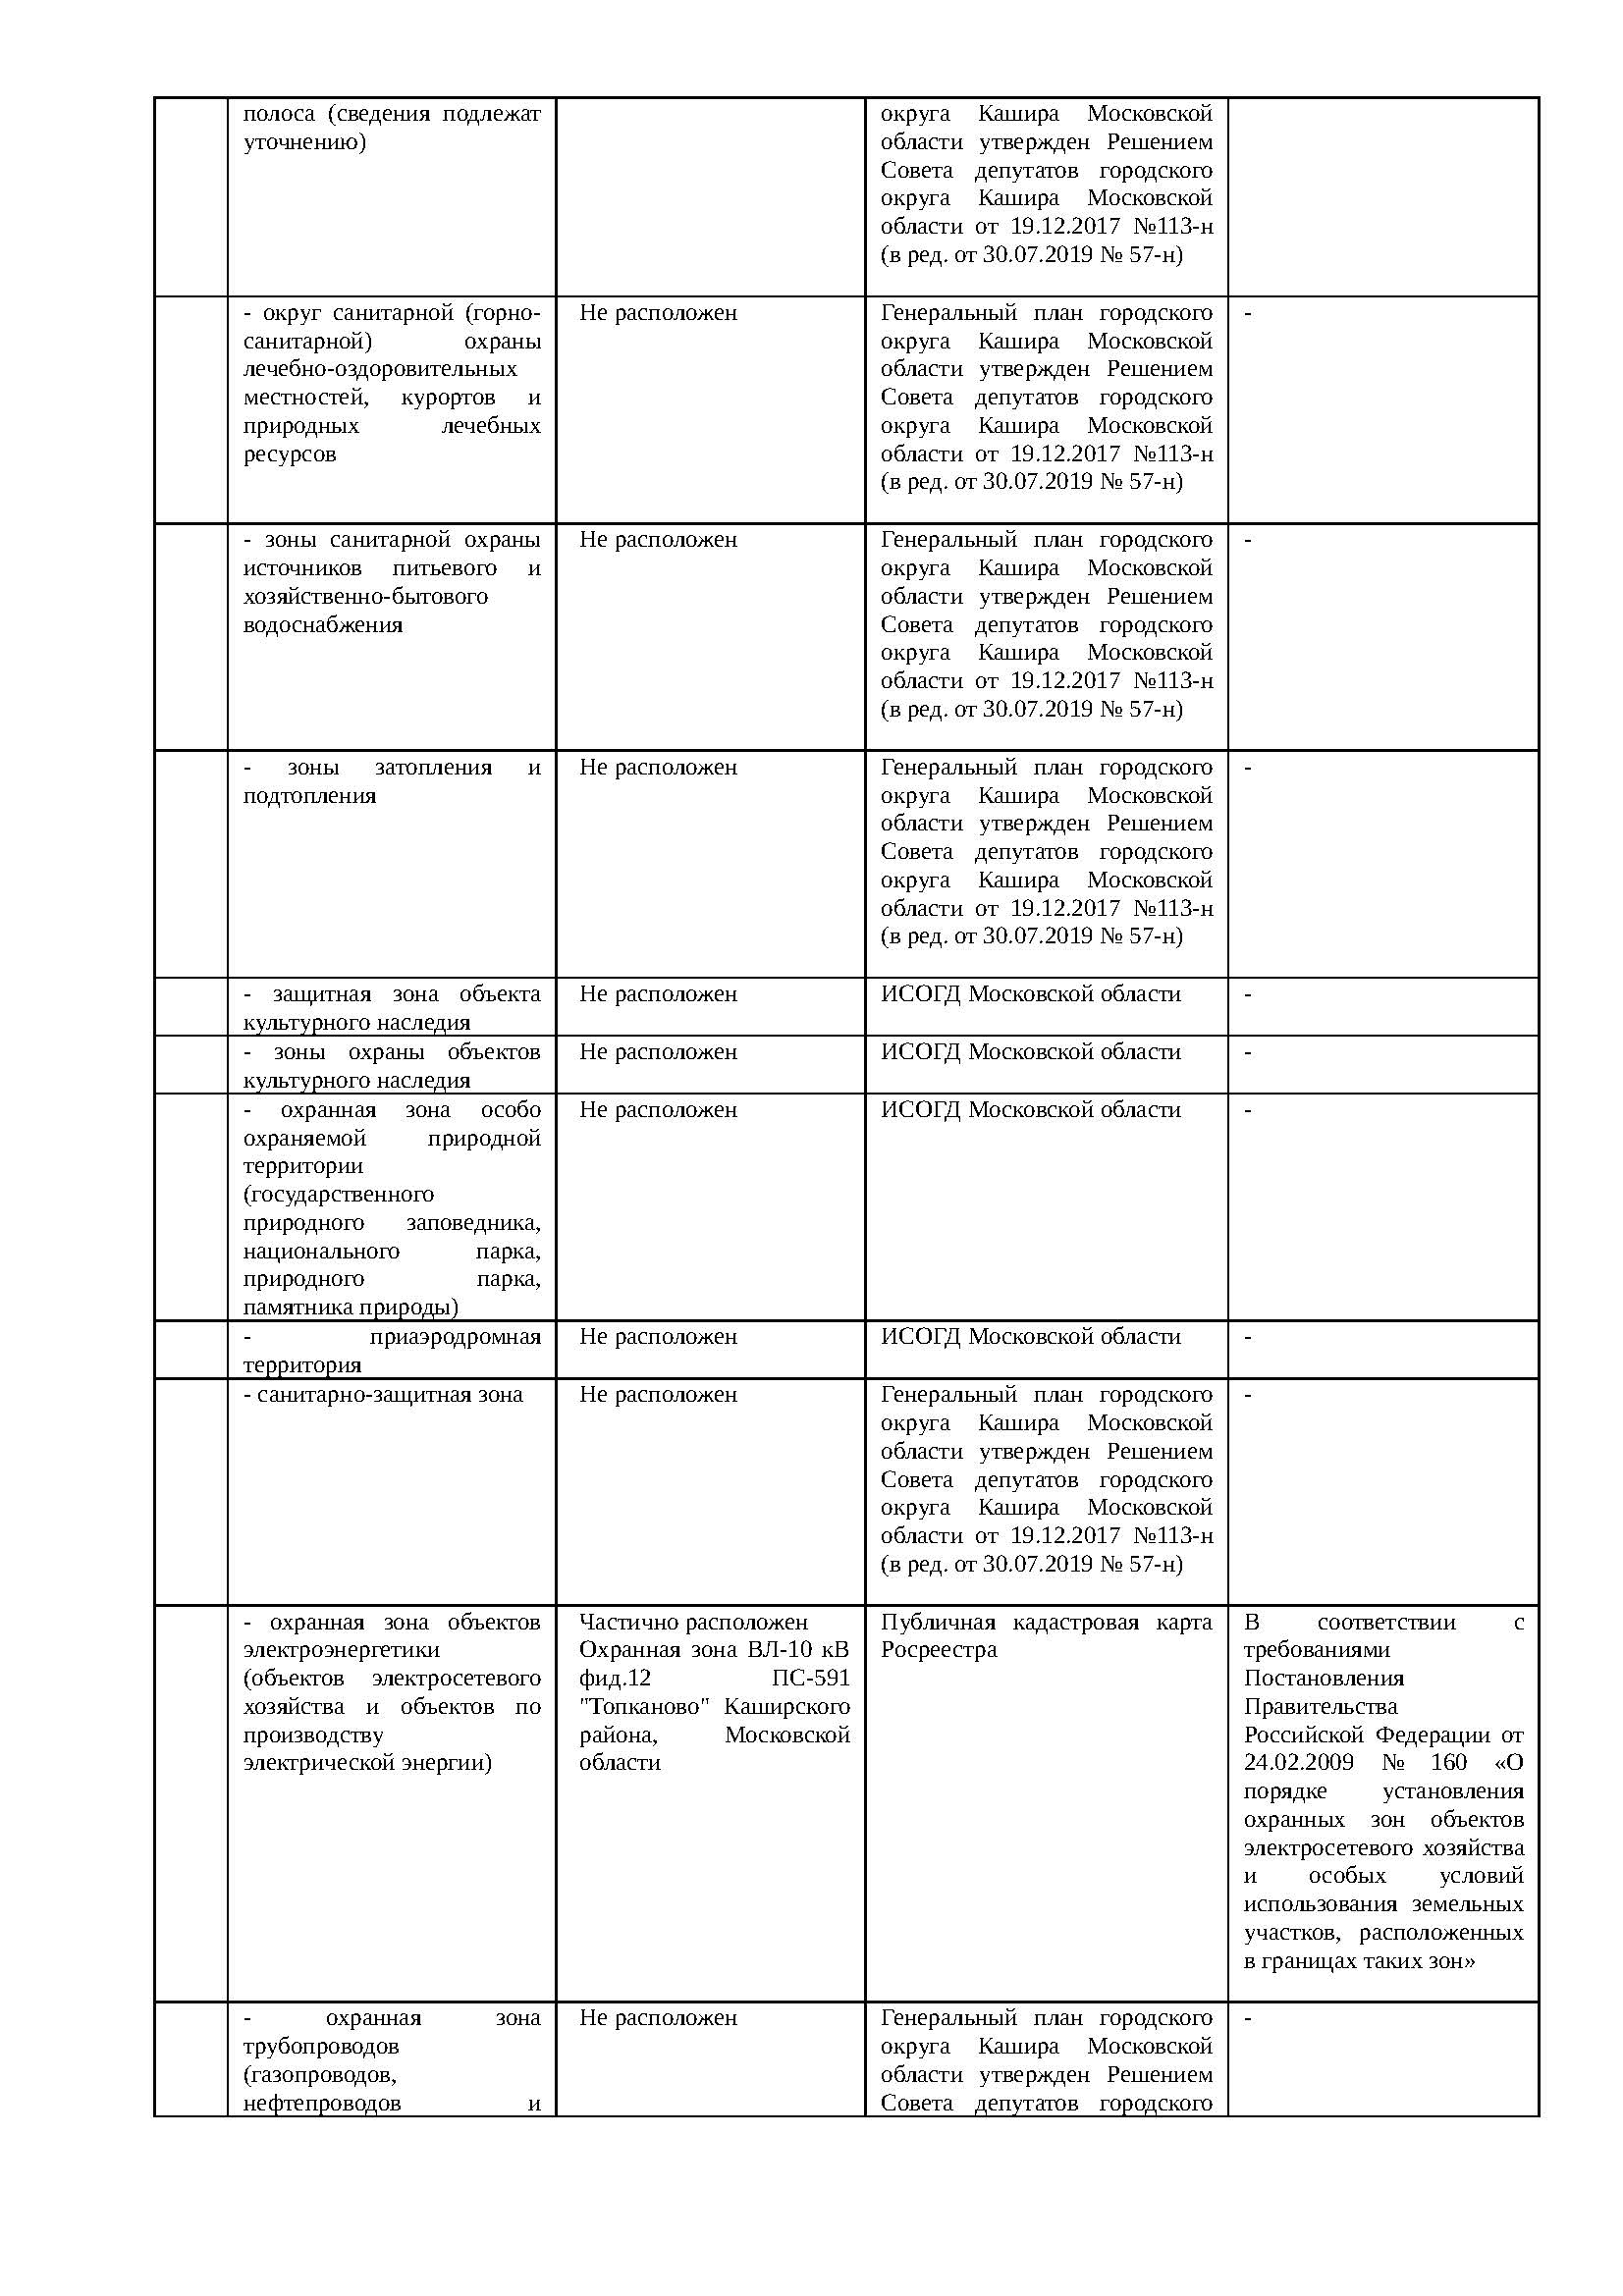 полоса (сведения подлежат
уточнению)
округа Кашира Московской
области утвержден Решением
Совета депутатов городского
округа Кашира Московской
области от 19.12.2017 №113-н
(в ред. от 30.07.2019 № 57-н)
- округ санитарной (горно-
санитарной) охраны
лечебно-оздоровительных
местностей, курортов и
природных лечебных
ресурсов
Не расположен
Генеральный план городского
округа Кашира Московской
области утвержден Решением
Совета депутатов городского
округа Кашира Московской
области от 19.12.2017 №113-н
(в ред. от 30.07.2019 № 57-н)
-
- зоны санитарной охраны
источников питьевого и
хозяйственно-бытового
водоснабжения
Не расположен
Генеральный план городского
округа Кашира Московской
области утвержден Решением
Совета депутатов городского
округа Кашира Московской
области от 19.12.2017 №113-н
(в ред. от 30.07.2019 № 57-н)
-
- зоны затопления и
подтопления
Не расположен
Генеральный план городского
округа Кашира Московской
области утвержден Решением
Совета депутатов городского
округа Кашира Московской
области от 19.12.2017 №113-н
(в ред. от 30.07.2019 № 57-н)
-
- защитная зона объекта
культурного наследия
Не расположен
ИСОГД Московской области
-
- зоны охраны объектов
культурного наследия
Не расположен
ИСОГД Московской области
-
- охранная зона особо
охраняемой природной
территории
(государственного
природного заповедника,
национального парка,
природного парка,
памятника природы)
Не расположен
ИСОГД Московской области
-
- приаэродромная
территория
Не расположен
ИСОГД Московской области
-
- санитарно-защитная зона
Не расположен
Генеральный план городского
округа Кашира Московской
области утвержден Решением
Совета депутатов городского
округа Кашира Московской
области от 19.12.2017 №113-н
(в ред. от 30.07.2019 № 57-н)
-
- охранная зона объектов
электроэнергетики
(объектов электросетевого
хозяйства и объектов по
производству
электрической энергии)
Частично расположен
Охранная зона ВЛ-10 кВ
фид.12 ПС-591
"Топканово" Каширского
района, Московской
области
Публичная кадастровая карта
Росреестра
В соответствии с
требованиями
Постановления
Правительства
Российской Федерации от
24.02.2009 № 160 «О
порядке установления
охранных зон объектов
электросетевого хозяйства
и особых условий
использования земельных
участков, расположенных
в границах таких зон»
- охранная зона
трубопроводов
(газопроводов,
нефтепроводов и
Не расположен
Генеральный план городского
округа Кашира Московской
области утвержден Решением
Совета депутатов городского
-